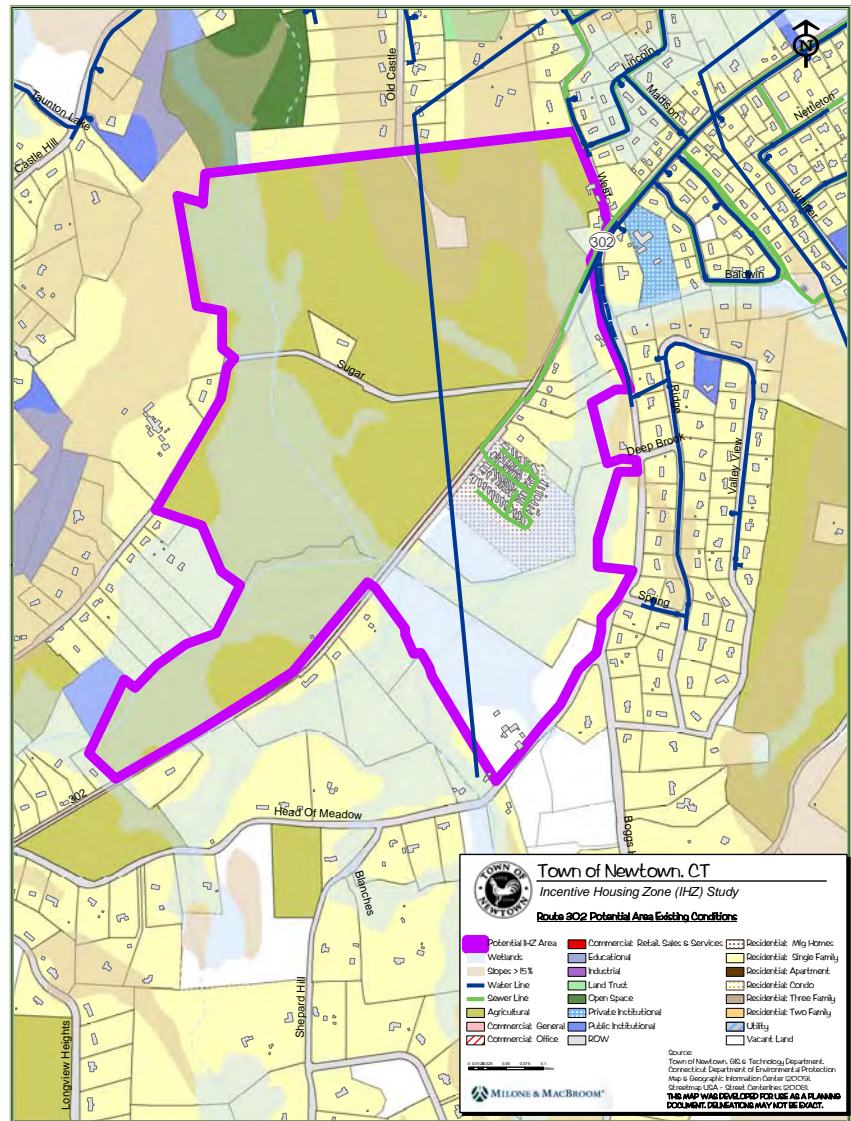 N
Taunton Lake
Castle Hill
Old Castle
Lincoln
Madison
Nettleton
Juniper
West
302
Baldwin
Sugar
Ridge
Deep Brook
Valley View
Spring
302
Head Of Meadow
Blanches
Boggs H
Shepard Hill
Longview Heights
TOWN OF
NEWTOWN
Town of Newtown, CT
Incentive Housing Zone (IHZ) Study
Route 302 Potential Area Existing Conditions
Potential IHZ Area
Wetlands
Slopes >15%
Water Line
Sewer Line
Agricultural
Commercial: General
Commercial: Office
Commercial: Retail, Sales & Services
Educational
Industrial
Land Trust
Open Space
Private Institutional
Public Institutional
ROW
Residential: Mfg Homes
Residential: Single Family
Residential: Apartment
Residential: Condo
Residential: Three Family
Residential: Two Family
Utility
Vacant Land
Miles
MILONE & MACBROOM®
Source:
Town of Newtown, GIS & Technology Department.
Connecticut Department of Environmental Protection
Map & Geographic Information Center (2009).
Streetmap USA - Street Centerlines (2008).
THIS MAP WAS DEVELOPED FOR USE AS A PLANNING
DOCUMENT. DELINEATIONS MAY NOT BE EXACT.